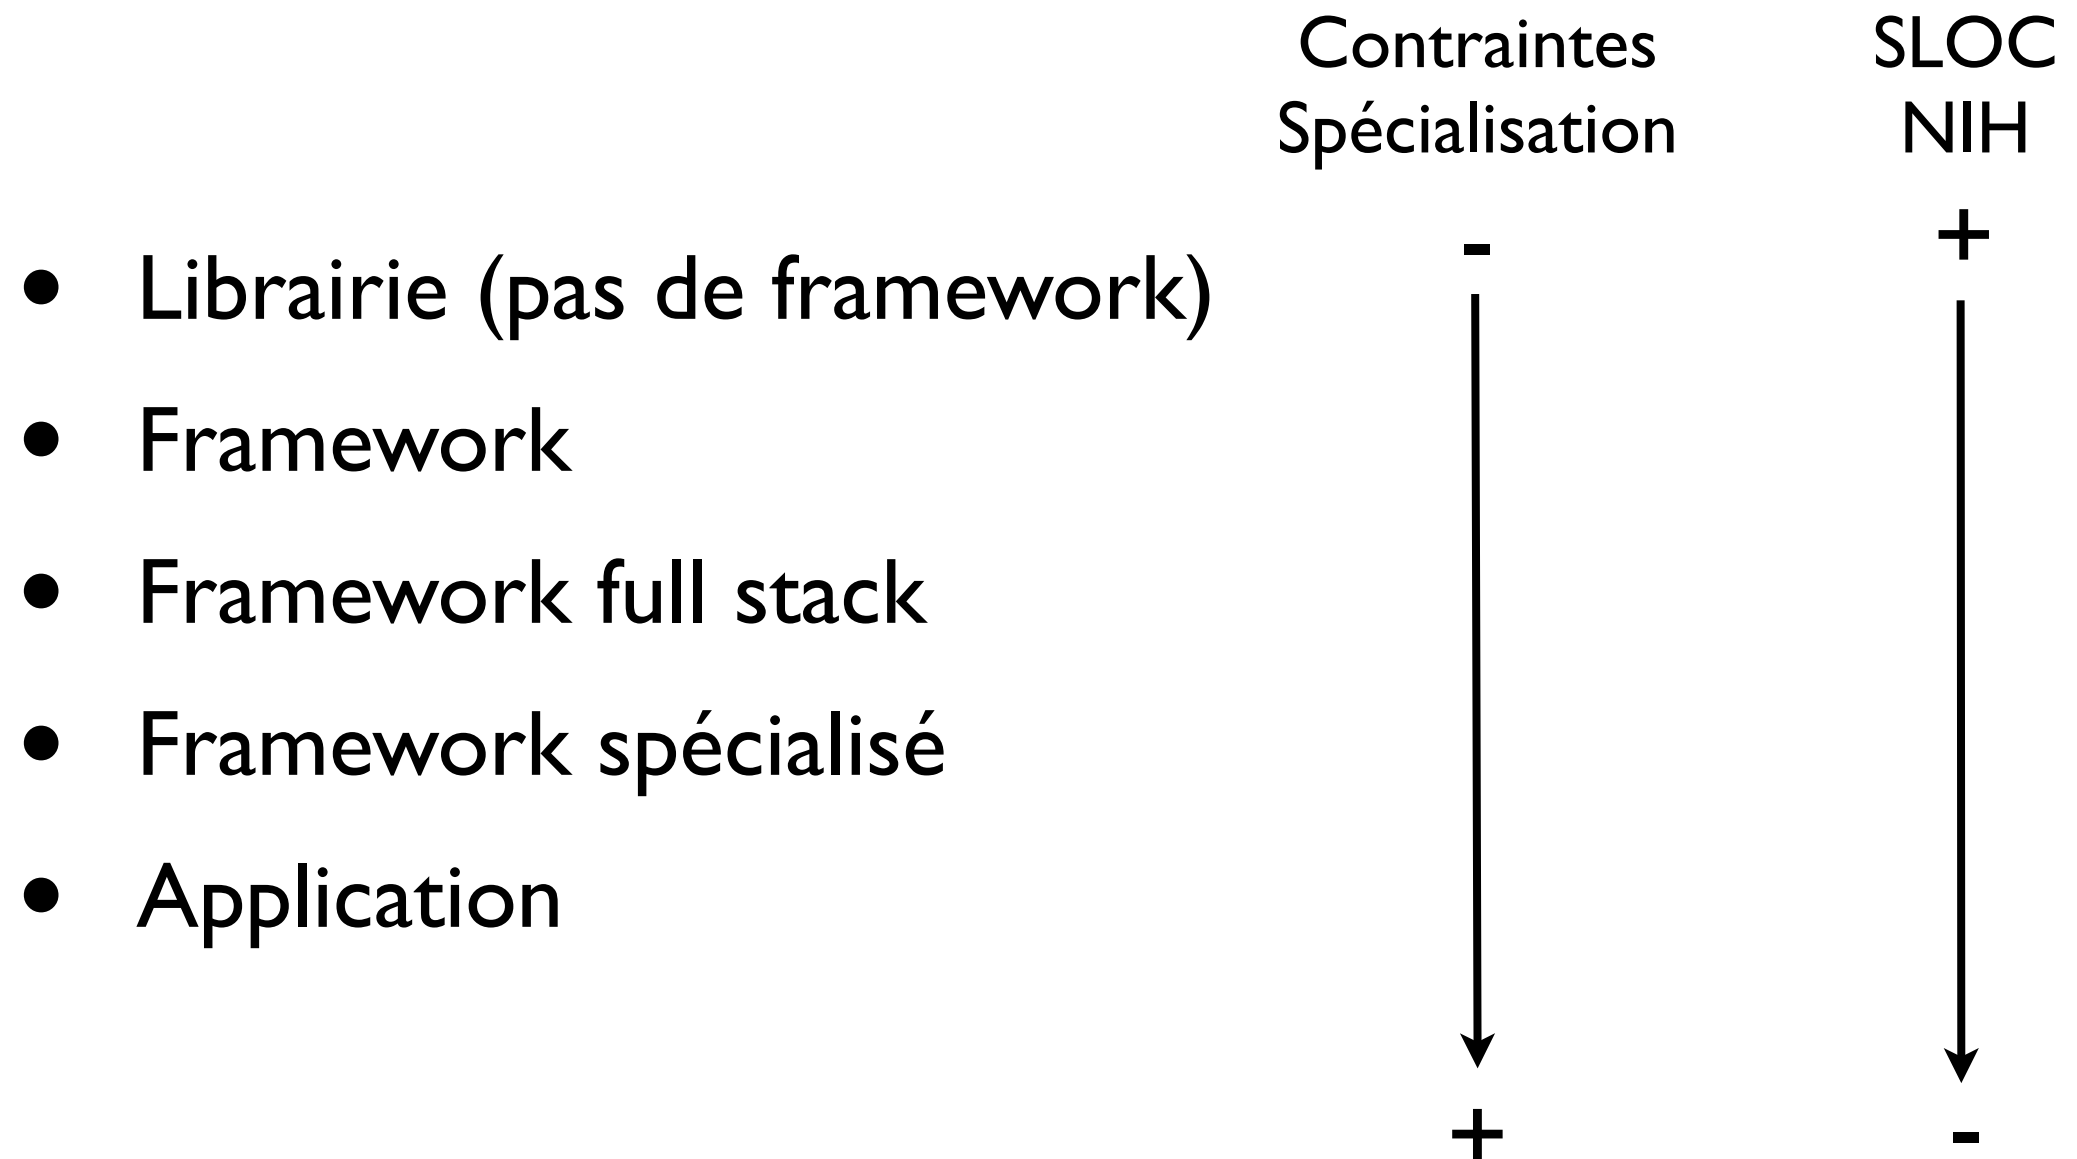 Contraintes SLOC
Spécialisation NIH
- +
• Librairie (pas de framework)
• Framework
• Framework full stack
• Framework spécialisé
• Application
+ -